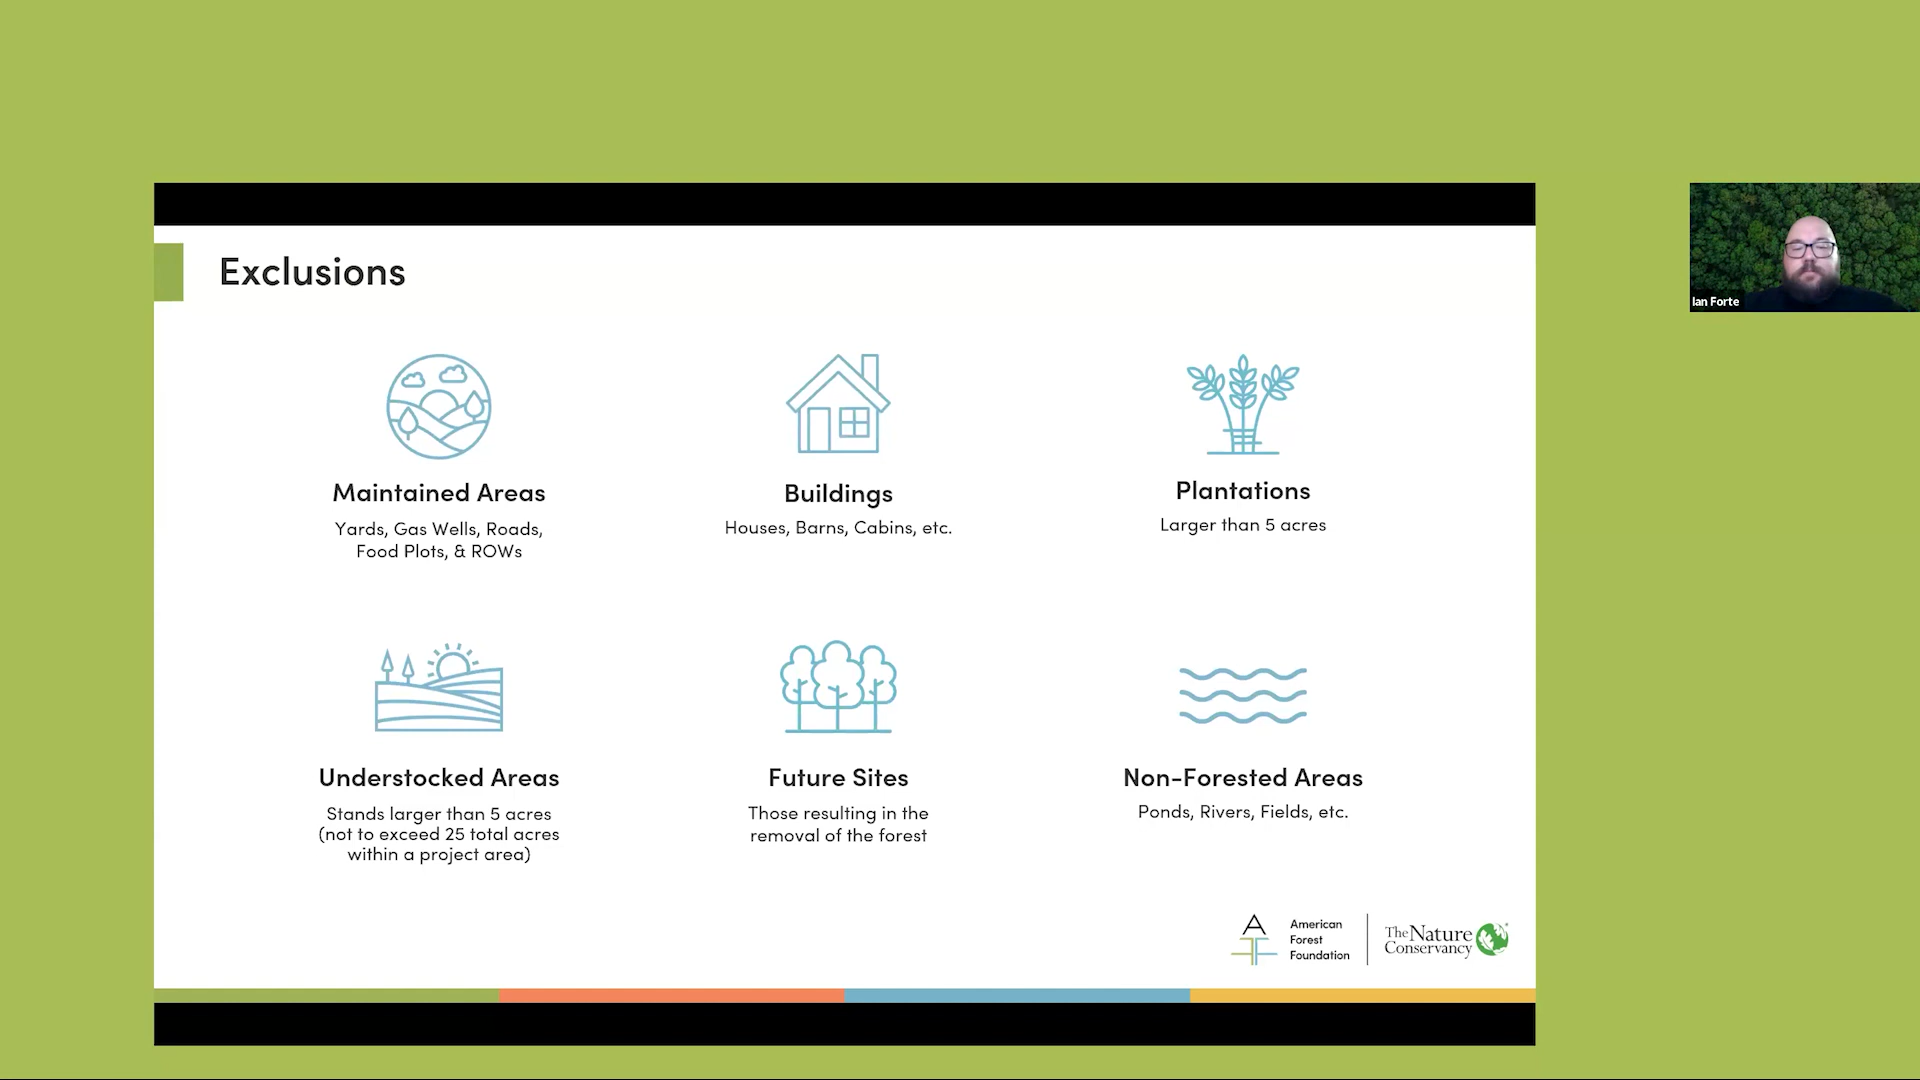 Exclusions
Maintained Areas
Yards, Gas Wells, Roads,
Food Plots, & ROWs
Buildings
Houses, Barns, Cabins, etc.
Plantations
Larger than 5 acres
Understocked Areas
Stands larger than 5 acres
(not to exceed 25 total acres
within a project area)
Future Sites
Those resulting in the
removal of the forest
Non-Forested Areas
Ponds, Rivers, Fields, etc.
American
Forest
Foundation
The Nature
Conservancy
Ian Forte